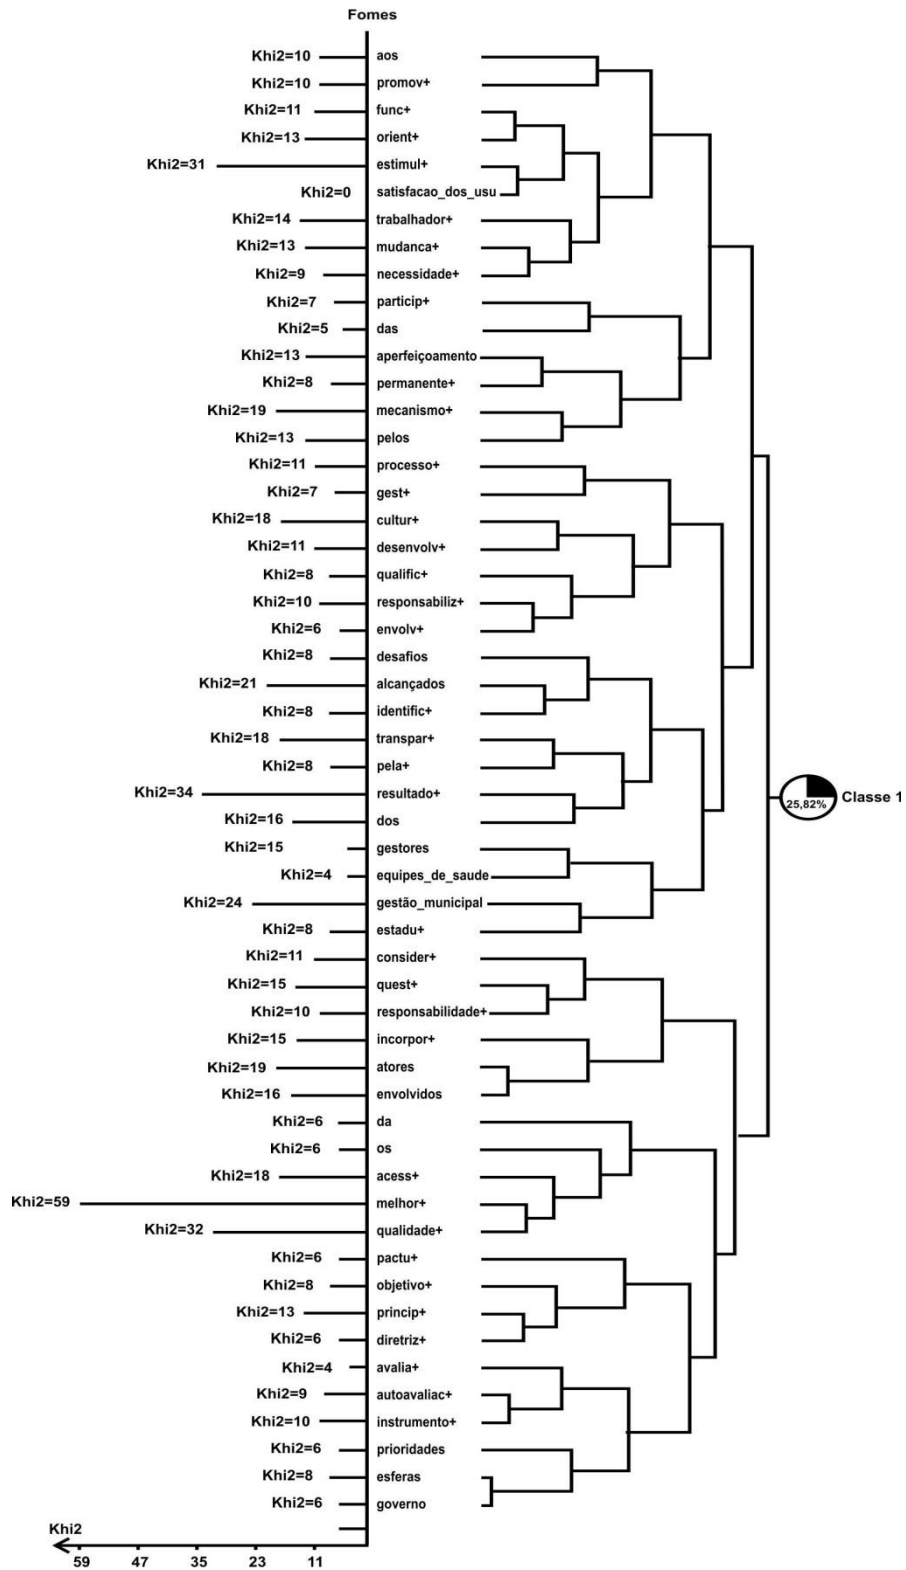 Fomes
Khi2=10 aos
Khi2=10 promov+
Khi2=11 func+
Khi2=13 orient+
Khi2=31 estimul+
Khi2=0 satisfacao_dos_usu
Khi2=14 trabalhador+
Khi2=13 mudanca+
Khi2=9 necessidade+
Khi2=7 particip+
Khi2=5 das
Khi2=13 aperfeiçoamento
Khi2=8 permanente+
Khi2=19 mecanismo+
Khi2=13 pelos
Khi2=11 processo+
Khi2=7 gest+
Khi2=18 cultur+
Khi2=11 desenvolv+
Khi2=8 qualific+
Khi2=10 responsabiliz+
Khi2=6 envolv+
Khi2=8 desafios
Khi2=21 alcançados
Khi2=8 identific+
Khi2=18 transpar+
Khi2=8 pela+
Khi2=34 resultado+
25,82% Classe 1
Khi2=16 dos
Khi2=15 gestores
Khi2=4 equipes_de_saude
Khi2=24 gestão_municipal
Khi2=8 estadu+
Khi2=11 consider+
Khi2=15 quest+
Khi2=10 responsabilidade+
Khi2=15 incorpor+
Khi2=19 atores
Khi2=16 envolvidos
Khi2=6 da
Khi2=6 os
Khi2=18 acess+
Khi2=59 melhor+
Khi2=32 qualidade+
Khi2=6 pactu+
Khi2=8 objetivo+
Khi2=13 princip+
Khi2=6 diretriz+
Khi2=4 avalia+
Khi2=9 autoavaliac+
Khi2=10 instrumento+
Khi2=6 prioridades
Khi2=8 esferas
Khi2=6 governo
Khi2
59 47 35 23 11